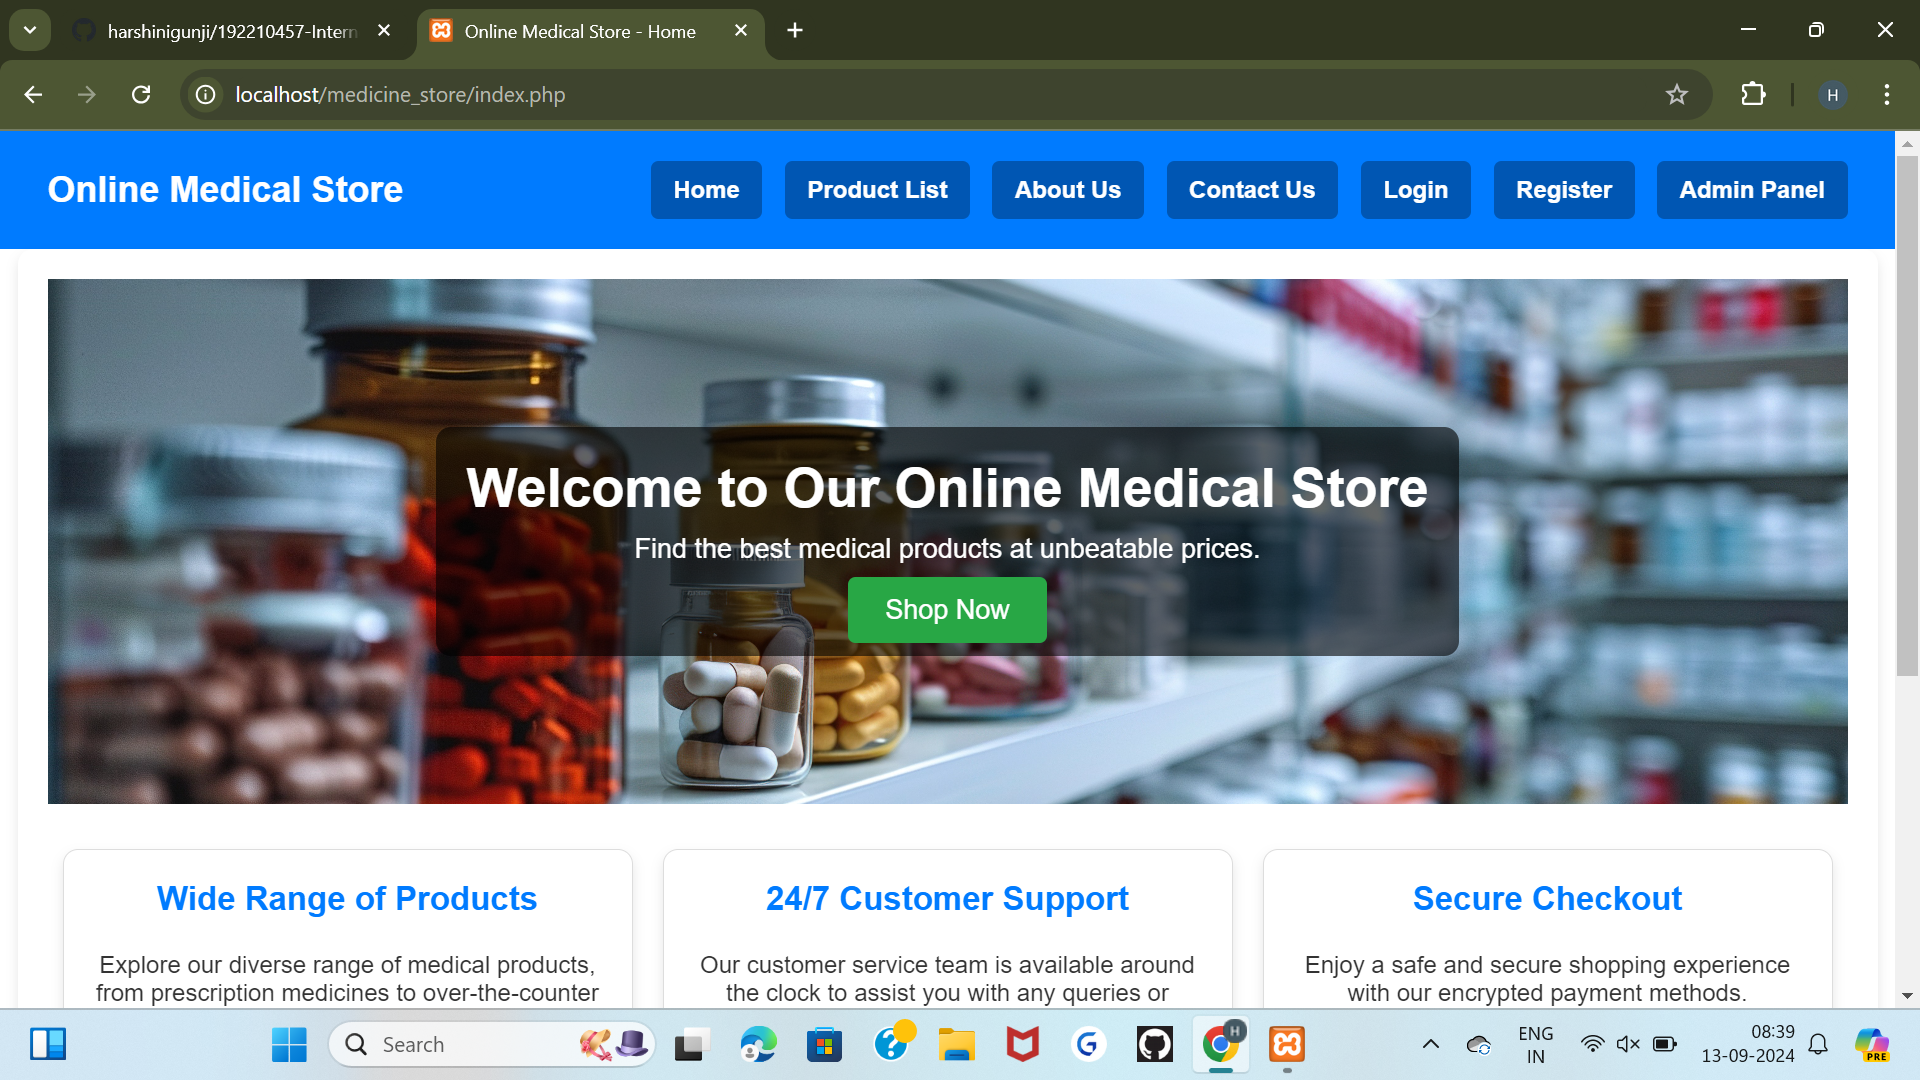 harshinigunji/192210457-Intern
Online Medical Store - Home
localhost/medicine_store/index.php
H
Online Medical Store
Home
Product List
About Us
Contact Us
Login
Register
Admin Panel
Welcome to Our Online Medical Store
Find the best medical products at unbeatable prices.
Shop Now
Wide Range of Products
Explore our diverse range of medical products,
from prescription medicines to over-the-counter
24/7 Customer Support
Our customer service team is available around
the clock to assist you with any queries or
Secure Checkout
Enjoy a safe and secure shopping experience
with our encrypted payment methods.
Search
H
ENG
IN
08:39
13-09-2024
PRE